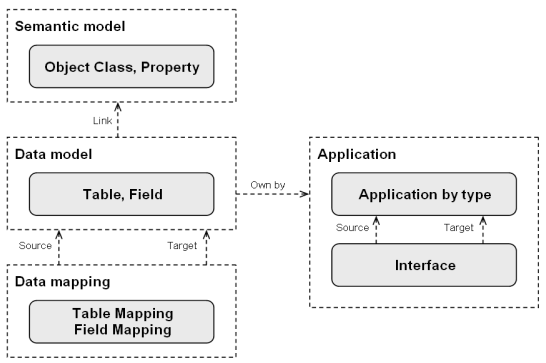 Semantic model
Object Class, Property
Link
Data model
Table, Field
Own by
Application
Application by type
Source
Target
Interface
Source
Target
Data mapping
Table Mapping
Field Mapping